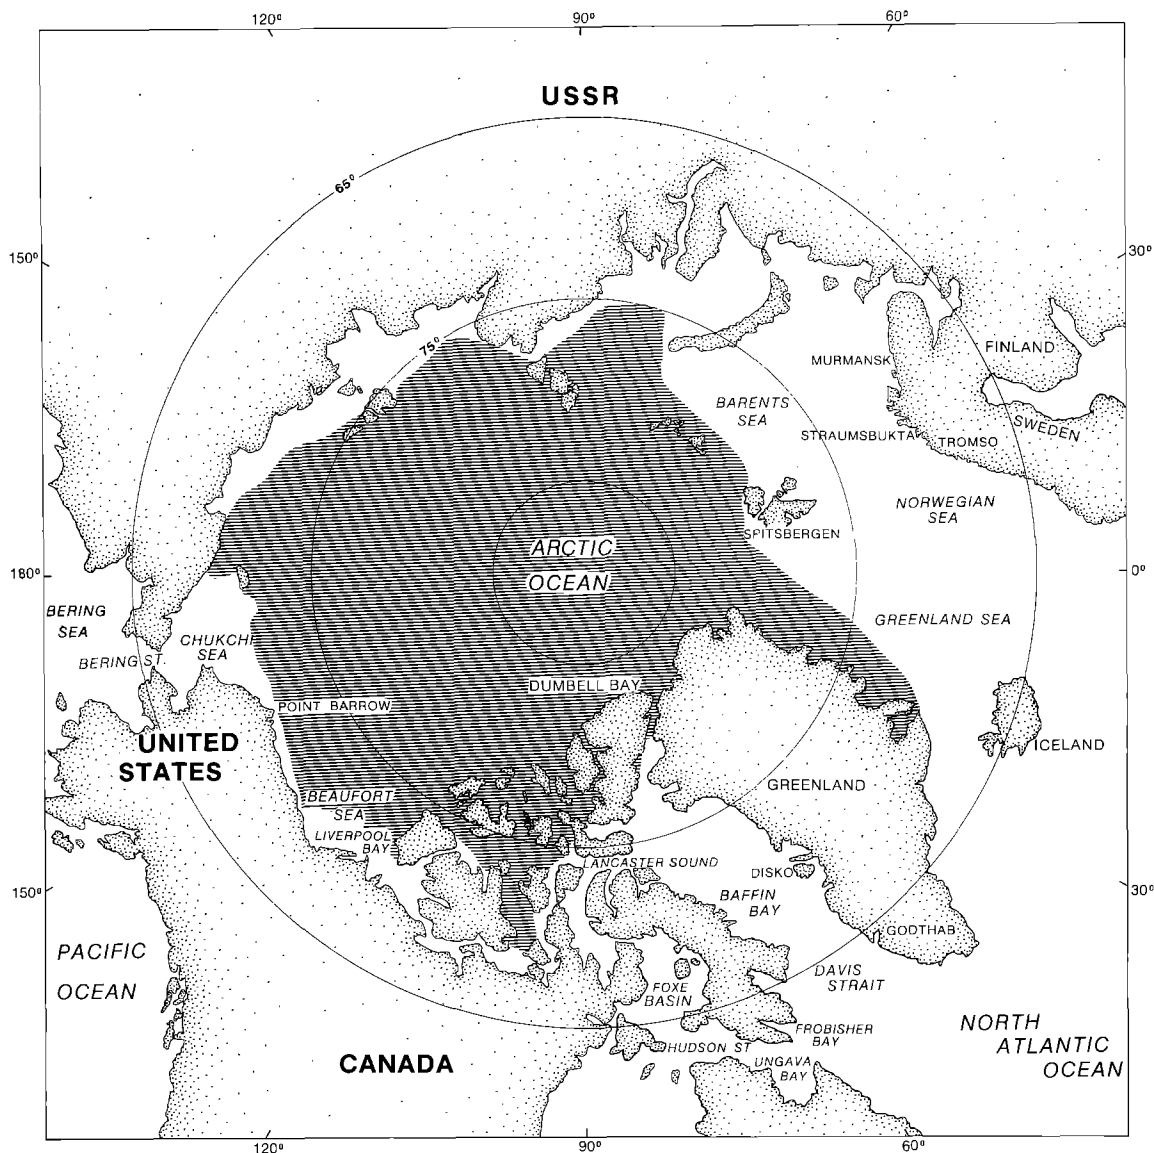 120°
90°
60°
USSR
65°
150°
30°
75°
MURMANSK
FINLAND
BARENTS
SEA
STRAUMSBUKTA
TROMSO
SWEDEN
NORWEGIAN
SEA
SPITSBERGEN
ARCTIC
OCEAN
180°
0°
BERING
SEA
CHUKCHI
SEA
BERING ST.
GREENLAND SEA
DUMBELL BAY
POINT BARROW
UNITED
STATES
ICELAND
GREENLAND
BEAUFORT
SEA
LIVERPOOL
BAY
LANCASTER SOUND
DISKO
150°
30°
BAFFIN
BAY
GODTHAB
PACIFIC
OCEAN
DAVIS
STRAIT
FOXE
BASIN
FROBISHER
BAY
NORTH
ATLANTIC
OCEAN
HUDSON ST
UNGAVA
BAY
CANADA
120°
90°
60°